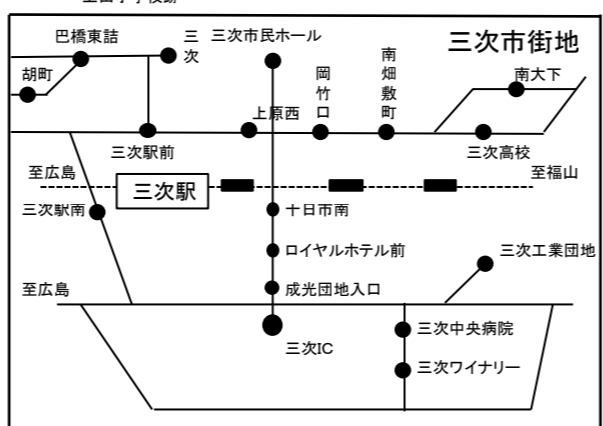 巴橋東詰
三次
三次市民ホール
三次市街地
胡町
岡竹口
南畑敷町
南大下
上原西
三次駅前
三次高校
至広島
至福山
三次駅
三次駅南
十日市南
ロイヤルホテル前
三次工業団地
至広島
成光団地入口
三次IC
三次中央病院
三次ワイナリー